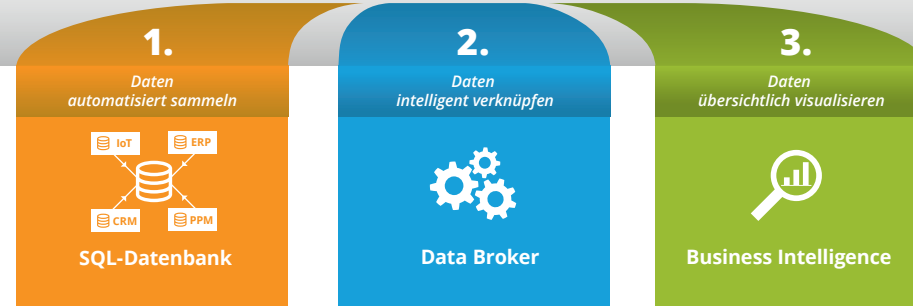 1.
Daten
automatisiert sammeln
IoT
ERP
CRM
PPM
SQL-Datenbank
2.
Daten
intelligent verknüpfen
Data Broker
3.
Daten
übersichtlich visualisieren
Business Intelligence